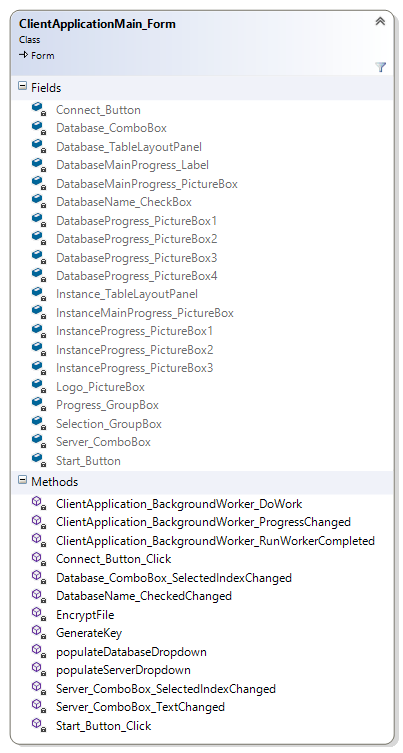 ClientApplicationMain_Form
Class
Form
Fields
Connect_Button
Database_ComboBox
Database_TableLayoutPanel
DatabaseMainProgress_Label
DatabaseMainProgress_PictureBox
DatabaseName_CheckBox
DatabaseProgress_PictureBox1
DatabaseProgress_PictureBox2
DatabaseProgress_PictureBox3
DatabaseProgress_PictureBox4
Instance_TableLayoutPanel
InstanceMainProgress_PictureBox
InstanceProgress_PictureBox1
InstanceProgress_PictureBox2
InstanceProgress_PictureBox3
Logo_PictureBox
Progress_GroupBox
Selection_GroupBox
Server_ComboBox
Start_Button
Methods
ClientApplication_BackgroundWorker_DoWork
ClientApplication_BackgroundWorker_ProgressChanged
ClientApplication_BackgroundWorker_RunWorkerCompleted
Connect_Button_Click
Database_ComboBox_SelectedIndexChanged
DatabaseName_CheckedChanged
EncryptFile
GenerateKey
populateDatabaseDropdown
populateServerDropdown
Server_ComboBox_SelectedIndexChanged
Server_ComboBox_TextChanged
Start_Button_Click